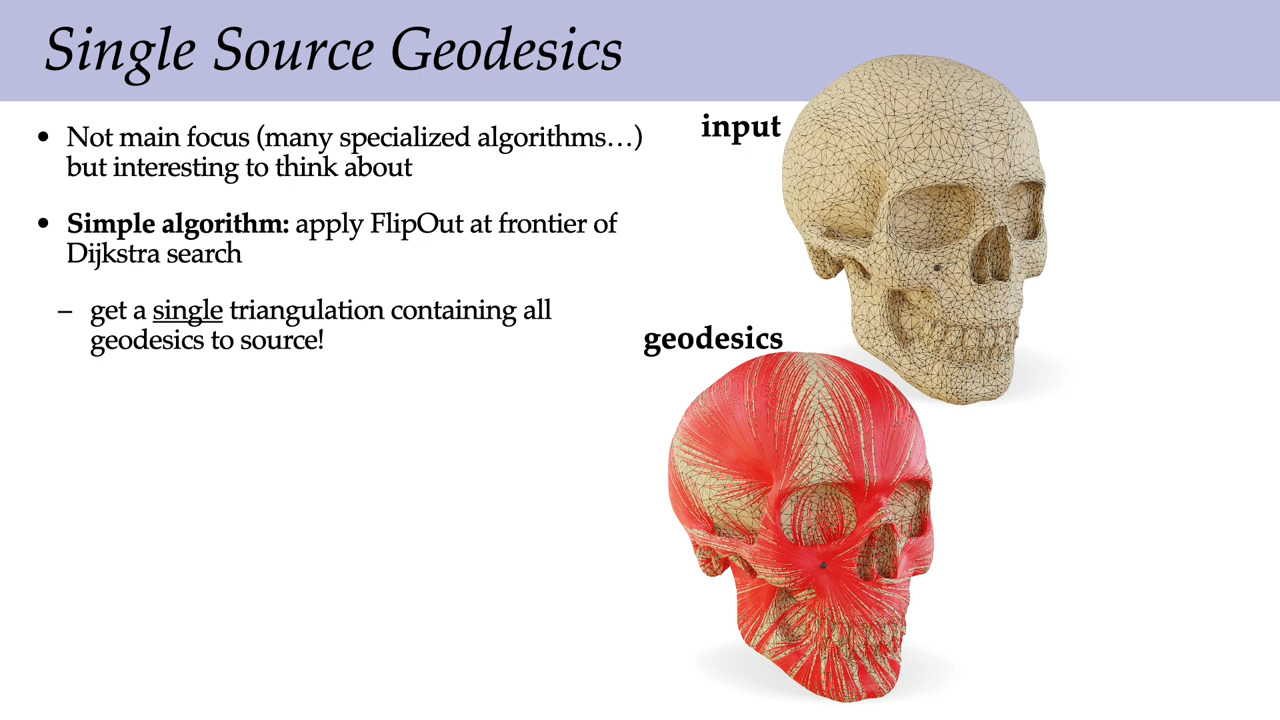 Single Source Geodesics
• Not main focus (many specialized algorithms…)
but interesting to think about
• Simple algorithm: apply FlipOut at frontier of
Dijkstra search
– get a single triangulation containing all
geodesics to source!
input
geodesics